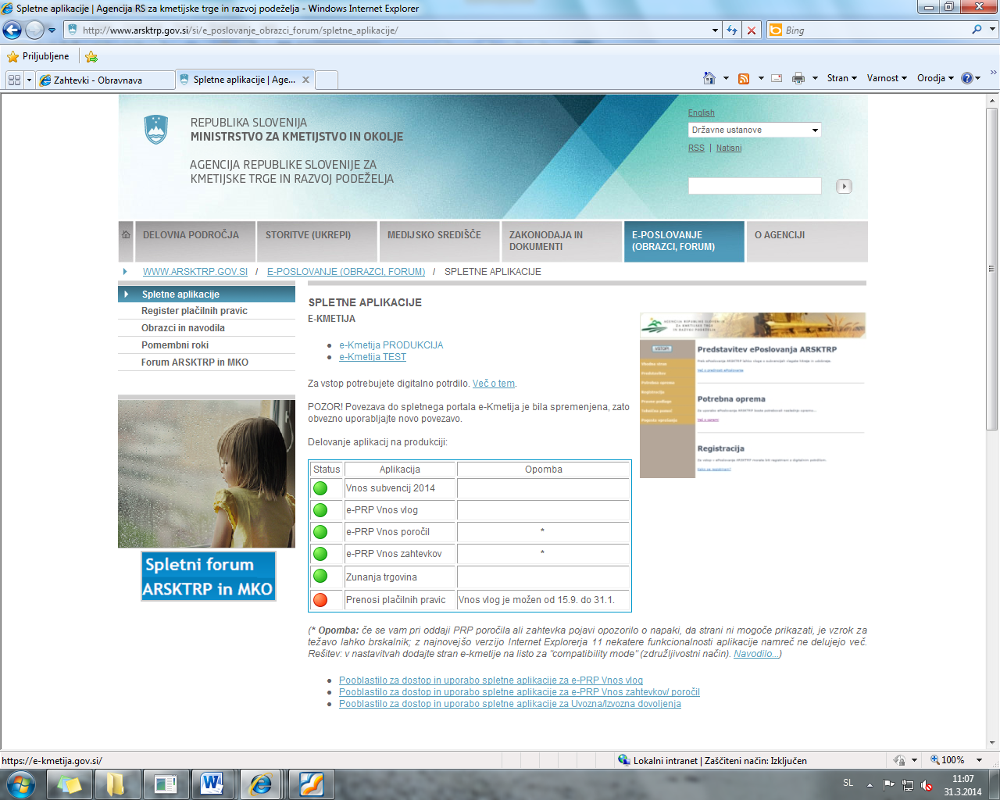 Spletne aplikacije | Agencija RS za kmetijske trge in razvoj podeželja - Windows Internet Explorer
http://www.arsktrp.gov.si/si/e_poslovanje_obrazci_forum/spletne_aplikacije/
Bing
Priljubljene
Zahtevki - Obravnava
Spletne aplikacije | Age...
Stran
Varnost
Orodja
REPUBLIKA SLOVENIJA
MINISTRSTVO ZA KMETIJSTVO IN OKOLJE
AGENCIJA REPUBLIKE SLOVENIJE ZA
KMETIJSKE TRGE IN RAZVOJ PODEŽELJA
English
Državne ustanove
RSS | Natisni
DELOVNA PODROČJA
STORITVE (UKREPI)
MEDIJSKO SREDIŠČE
ZAKONODAJA IN
DOKUMENTI
E-POSLOVANJE
(OBRAZCI, FORUM)
O AGENCIJI
WWW.ARSKTRP.GOV.SI / E-POSLOVANJE (OBRAZCI, FORUM) / SPLETNE APLIKACIJE
Spletne aplikacije
Register plačilnih pravic
Obrazci in navodila
Pomembni roki
Forum ARSKTRP in MKO
Spletni forum
ARSKTRP in MKO
SPLETNE APLIKACIJE
E-KMETIJA
• e-Kmetija PRODUKCIJA
• e-Kmetija TEST
Za vstop potrebujete digitalno potrdilo. Več o tem.
POZOR! Povezava do spletnega portala e-Kmetija je bila spremenjena, zato
obvezno uporabljajte novo povezavo.
Delovanje aplikacij na produkciji:
Status Aplikacija Opomba
Vnos subvencij 2014
e-PRP Vnos vlog
e-PRP Vnos poročil *
e-PRP Vnos zahtevkov *
Zunanja trgovina
Prenosi plačilnih pravic Vnos vlog je možen od 15.9. do 31.1.
AGENCIJA REPUBLIKE SLOVENIJE
ZA KMETIJSKE TRGE
IN RAZVOJ PODEŽELJA
VSTOP!
Predstavitev ePoslovanja ARSKTRP
Potrebna oprema
Registracija
(* Opomba: če se vam pri oddaji PRP poročila ali zahtevka pojavi opozorilo o napaki, da strani ni mogoče prikazati, je vzrok za
težavo lahko brskalnik; z najnovejšo verzijo Internet Explorerja 11 nekatere funkcionalnosti aplikacije namreč ne delujejo več.
Rešitev: v nastavitvah dodajte stran e-kmetije na listo za "compatibility mode" (združljivostni način). Navodilo...)
• Pooblastilo za dostop in uporabo spletne aplikacije za e-PRP Vnos vlog
• Pooblastilo za dostop in uporabo spletne aplikacije za e-PRP Vnos zahtevkov/ poročil
• Pooblastilo za dostop in uporabo spletne aplikacije za Uvozna/Izvozna dovoljenja
https://e-kmetija.gov.si/
Lokalni intranet | Zaščiteni način: Izključen
100%
SL
11:07
31.3.2014